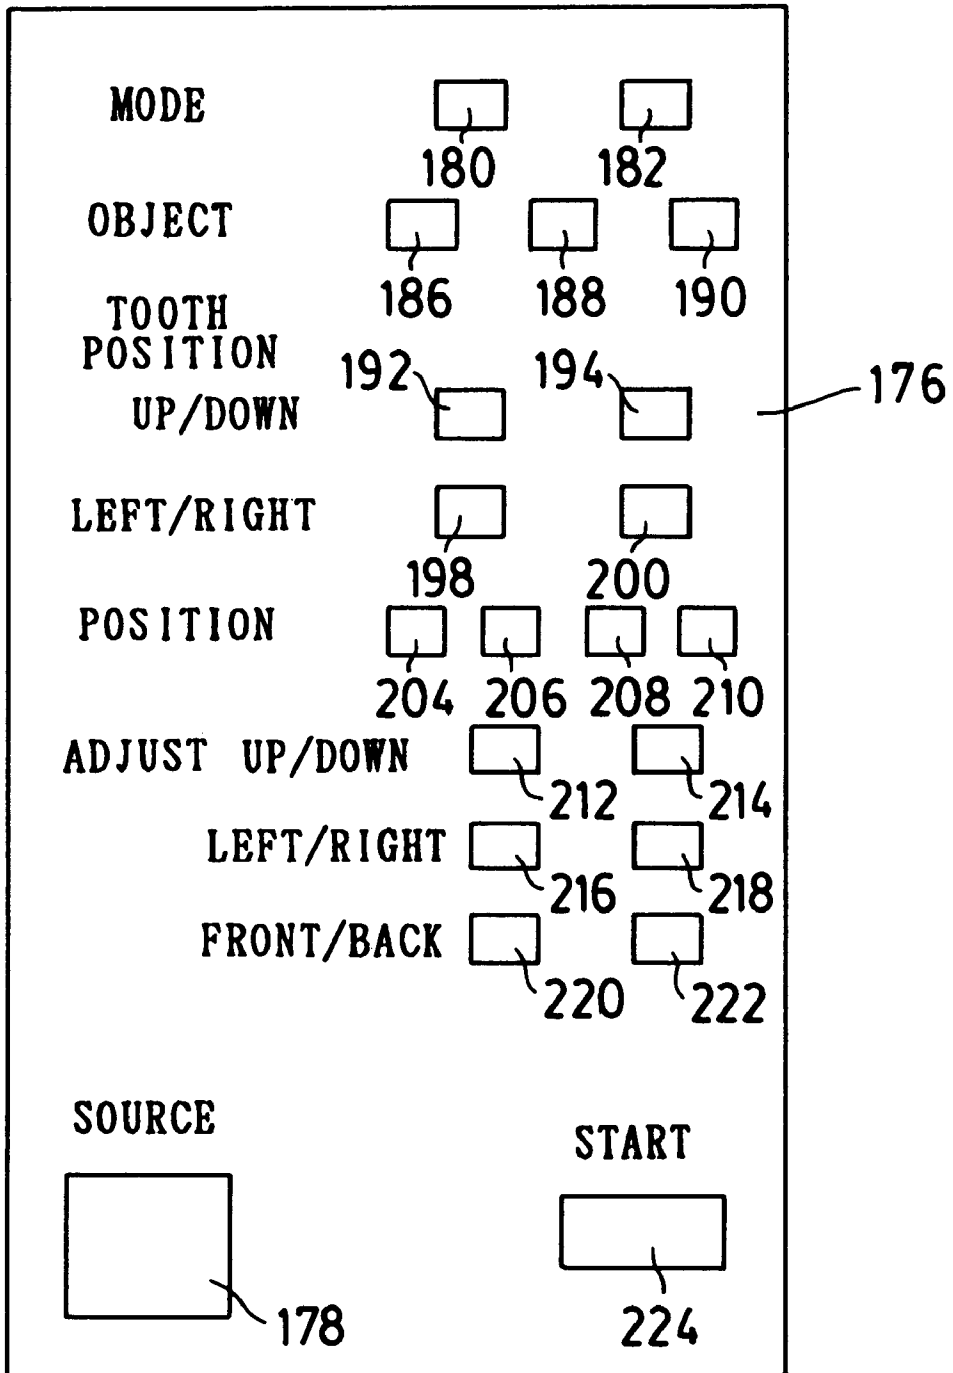 MODE
180 182
OBJECT
186 188 190
TOOTH
POSITION
192 194
176
UP/DOWN
LEFT/RIGHT
198 200
POSITION
204 206 208 210
ADJUST UP/DOWN
212 214
LEFT/RIGHT
216 218
FRONT/BACK
220 222
SOURCE
START
178 224